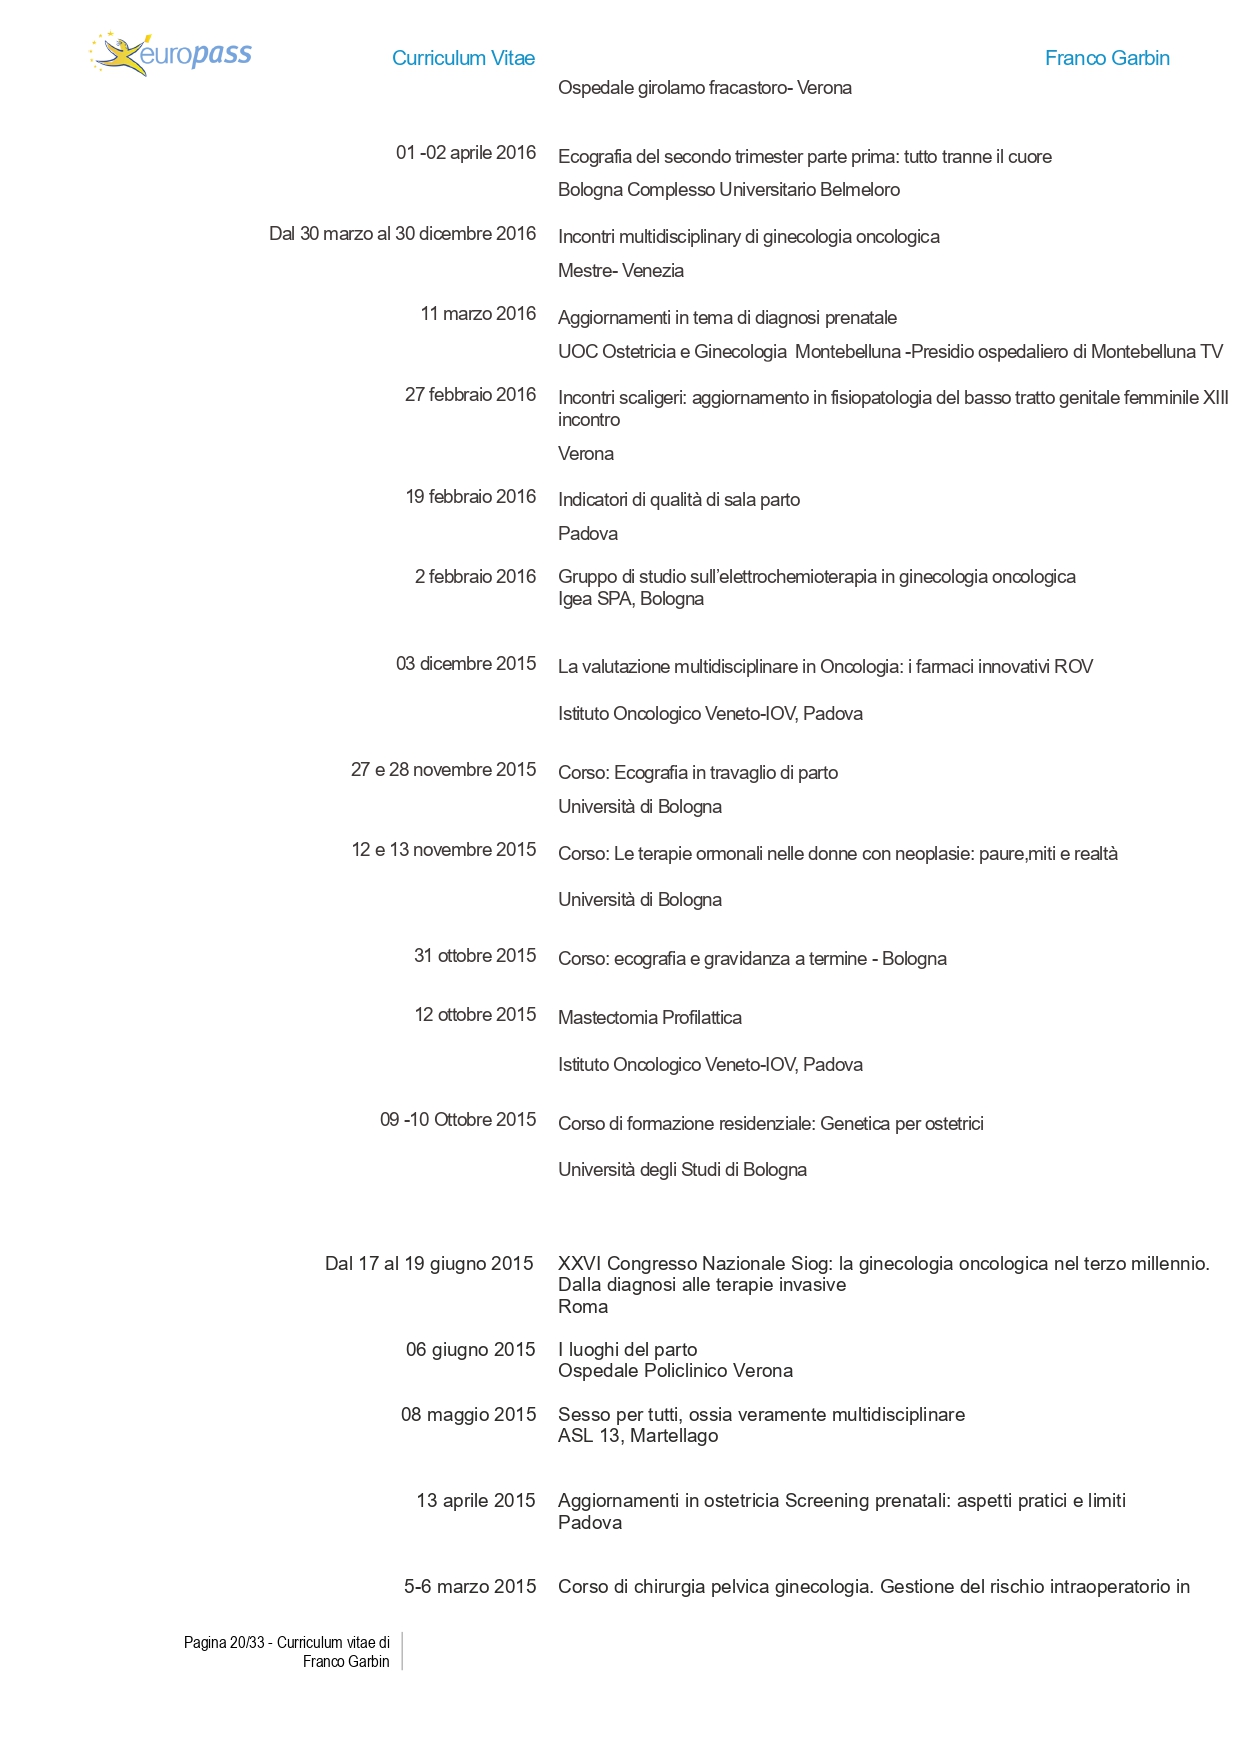 europass
Curriculum Vitae
Franco Garbin
Ospedale girolamo fracastoro- Verona
01 -02 aprile 2016
Ecografia del secondo trimester parte prima: tutto tranne il cuore
Bologna Complesso Universitario Belmeloro
Dal 30 marzo al 30 dicembre 2016
Incontri multidisciplinary di ginecologia oncologica
Mestre- Venezia
11 marzo 2016
Aggiornamenti in tema di diagnosi prenatale
UOC Ostetricia e Ginecologia  Montebelluna -Presidio ospedaliero di Montebelluna TV
27 febbraio 2016
Incontri scaligeri: aggiornamento in fisiopatologia del basso tratto genitale femminile XIII
incontro
Verona
19 febbraio 2016
Indicatori di qualità di sala parto
Padova
2 febbraio 2016
Gruppo di studio sull’elettrochemioterapia in ginecologia oncologica
Igea SPA, Bologna
03 dicembre 2015
La valutazione multidisciplinare in Oncologia: i farmaci innovativi ROV
Istituto Oncologico Veneto-IOV, Padova
27 e 28 novembre 2015
Corso: Ecografia in travaglio di parto
Università di Bologna
12 e 13 novembre 2015
Corso: Le terapie ormonali nelle donne con neoplasie: paure,miti e realtà
Università di Bologna
31 ottobre 2015
Corso: ecografia e gravidanza a termine - Bologna
12 ottobre 2015
Mastectomia Profilattica
Istituto Oncologico Veneto-IOV, Padova
09 -10 Ottobre 2015
Corso di formazione residenziale: Genetica per ostetrici
Università degli Studi di Bologna
Dal 17 al 19 giugno 2015
XXVI Congresso Nazionale Siog: la ginecologia oncologica nel terzo millennio.
Dalla diagnosi alle terapie invasive
Roma
06 giugno 2015
I luoghi del parto
Ospedale Policlinico Verona
08 maggio 2015
Sesso per tutti, ossia veramente multidisciplinare
ASL 13, Martellago
13 aprile 2015
Aggiornamenti in ostetricia Screening prenatali: aspetti pratici e limiti
Padova
5-6 marzo 2015
Corso di chirurgia pelvica ginecologia. Gestione del rischio intraoperatorio in
Pagina 20/33 - Curriculum vitae di
Franco Garbin